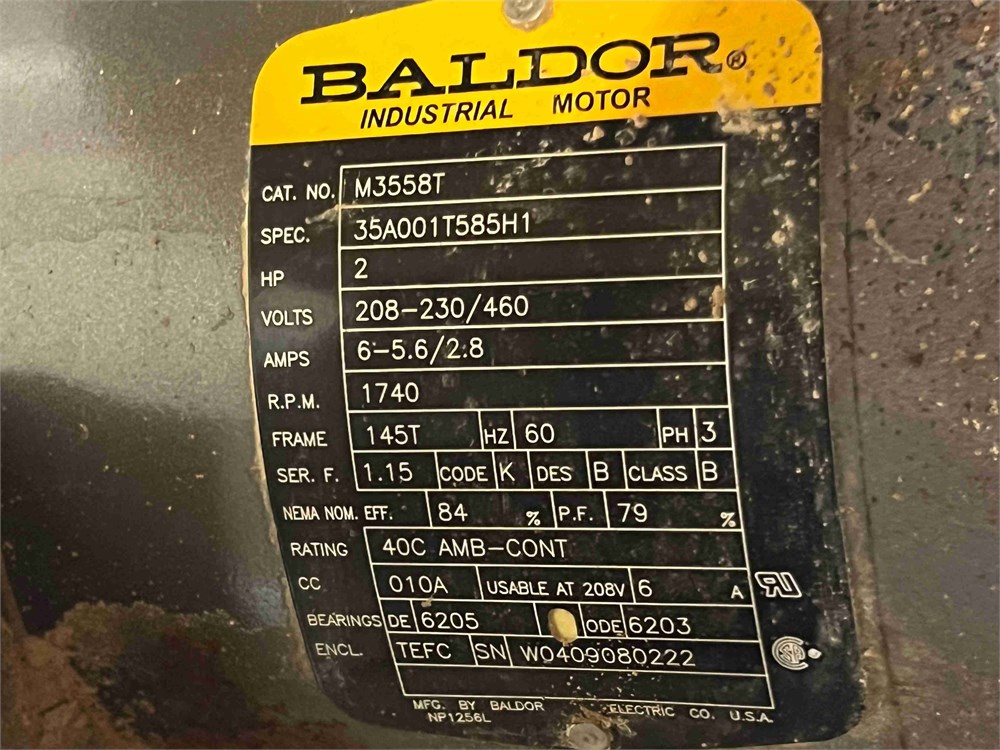 BALDOR®
INDUSTRIAL MOTOR
CAT. NO. M3558T
SPEC. 35A001T585H1
HP 2
VOLTS 208-230/460
AMPS 6-5.6/2.8
R.P.M. 1740
FRAME 145T HZ 60 PH 3
SER. F. 1.15 CODE K DES B CLASS B
NEMA NOM. EFF. 84 % P.F. 79 %
RATING 40C AMB-CONT
CC 010A USABLE AT 208V 6 A
BEARINGS DE 6205 ODE 6203
ENCL. TEFC SN W0409080222
MFG. BY BALDOR ELECTRIC CO. U.S.A.
NP1256L